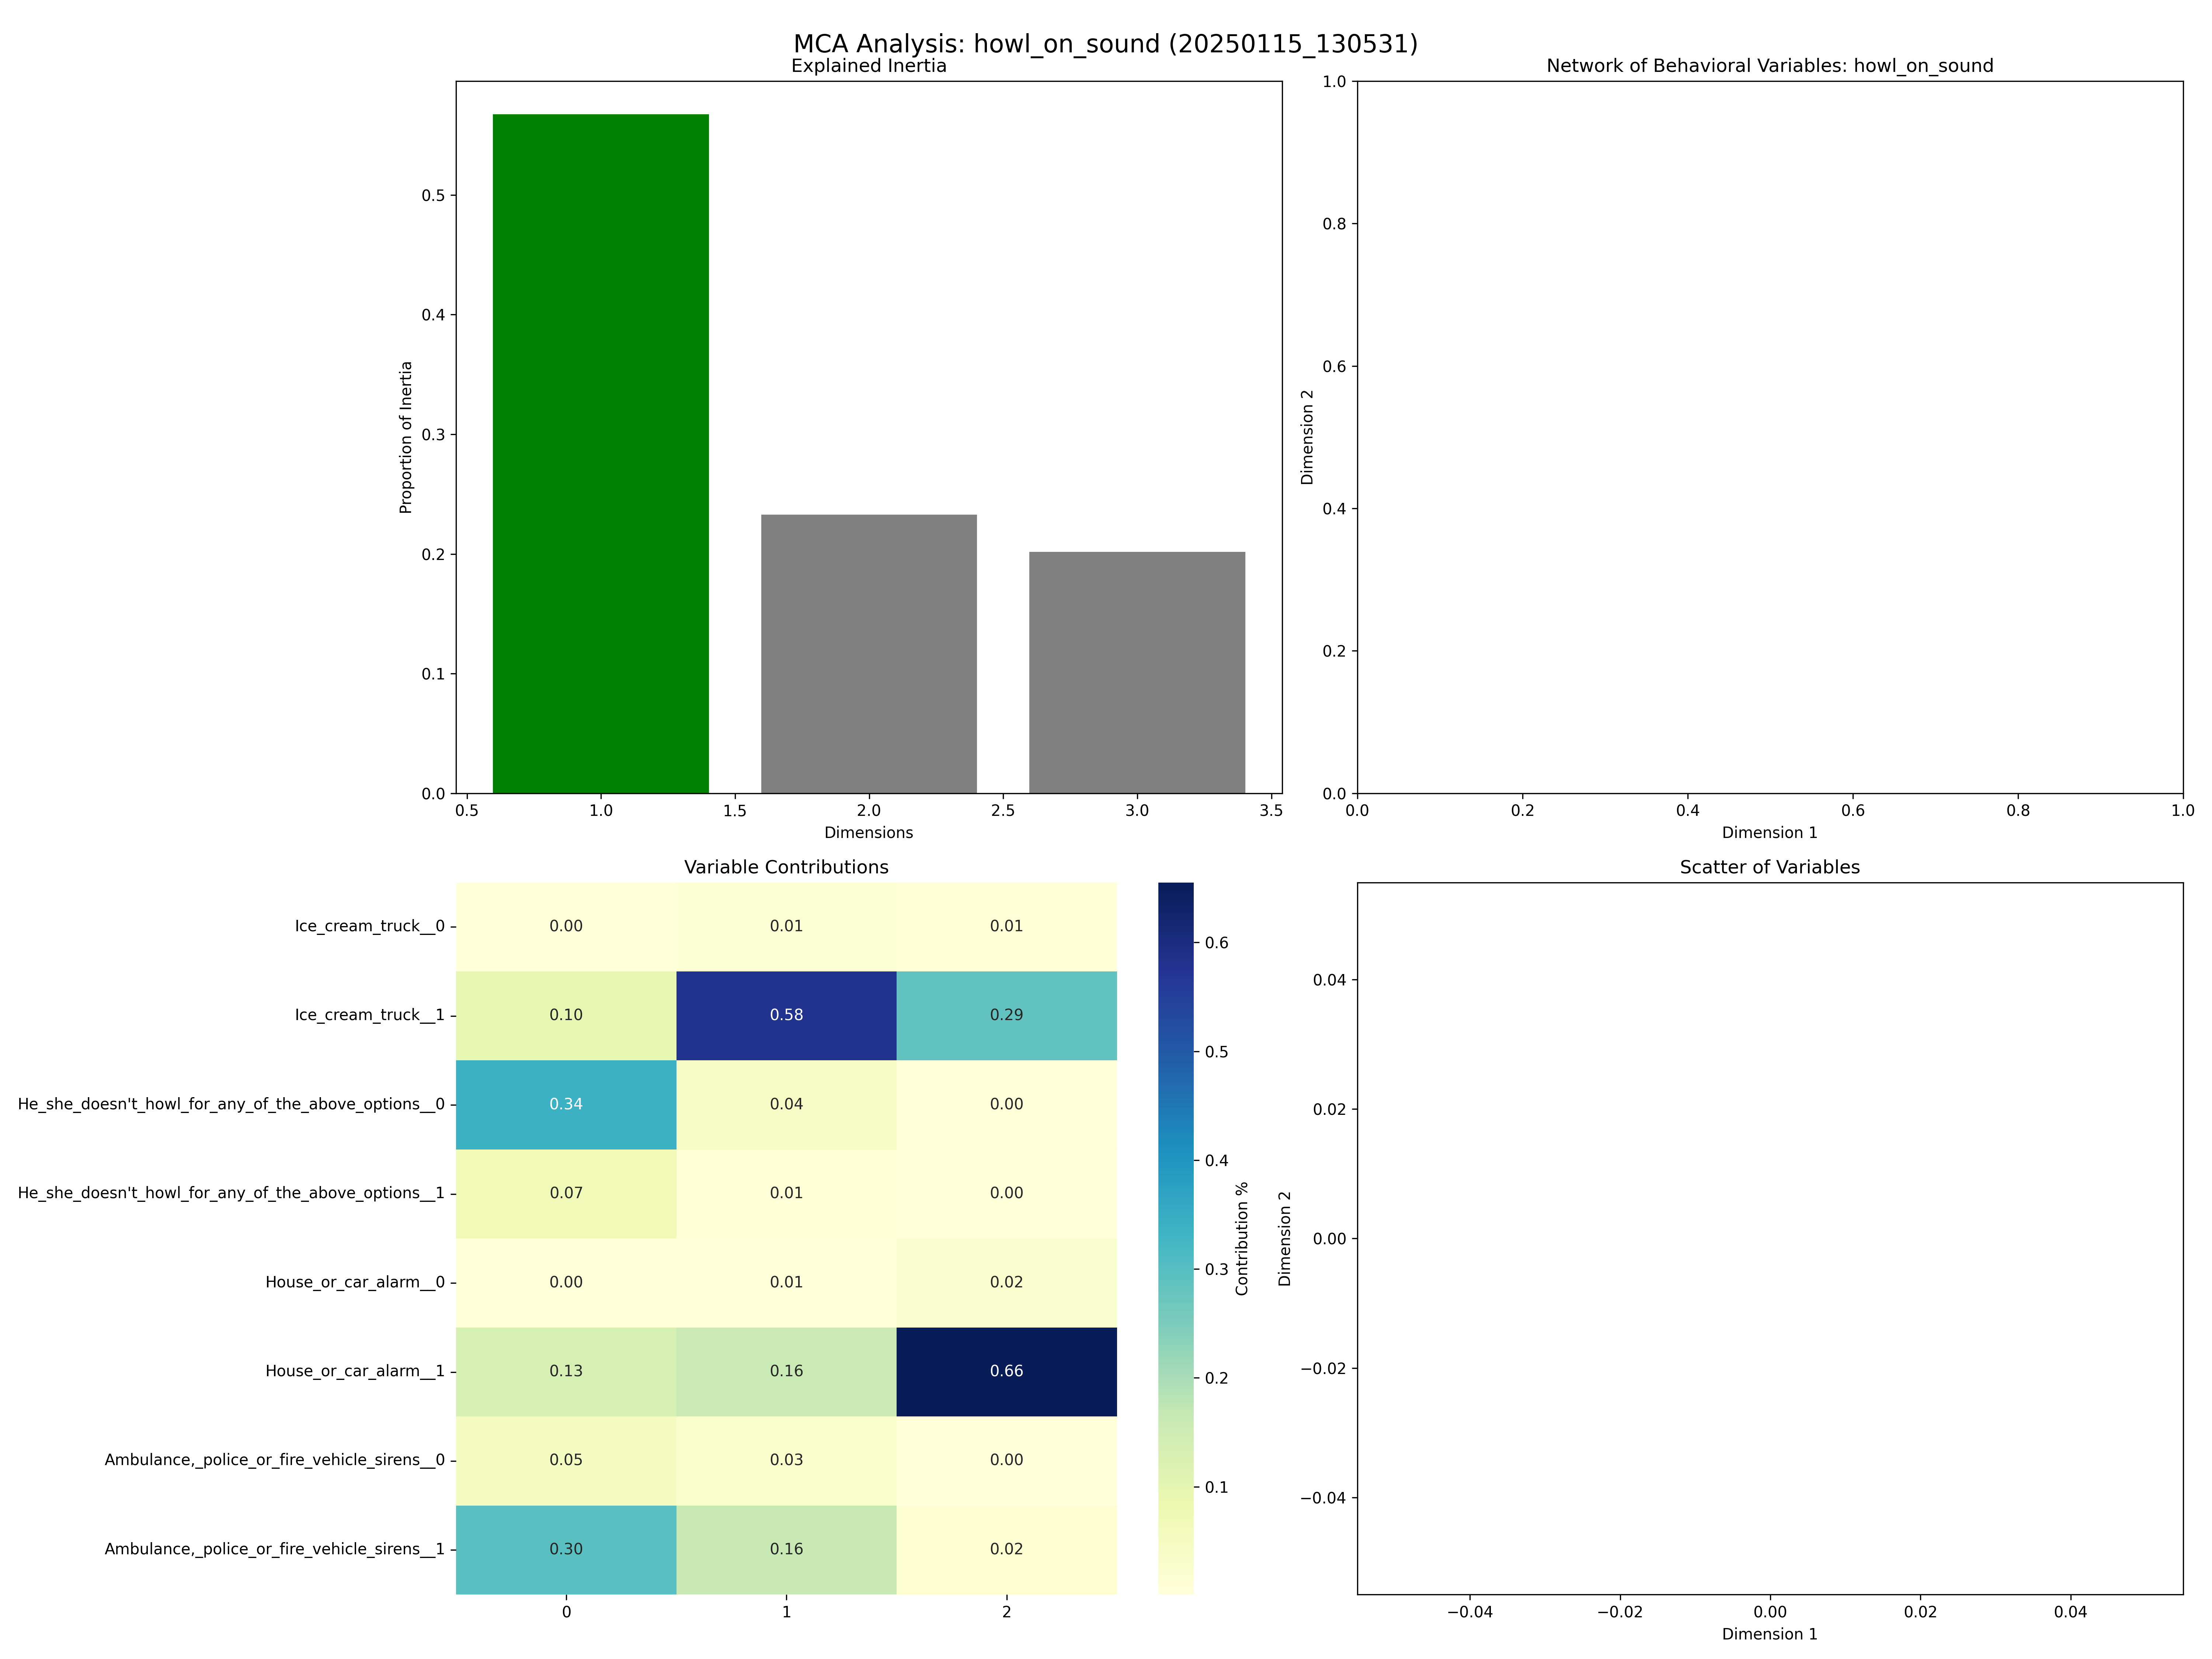 MCA Analysis: howl_on_sound (20250115_130531)
Explained Inertia
Proportion of Inertia
0.5
0.4
0.3
0.2
0.1
0.0
0.5 1.0 1.5 2.0 2.5 3.0 3.5
Dimensions
Network of Behavioral Variables: howl_on_sound
Dimension 2
1.0
0.8
0.6
0.4
0.2
0.0
0.0 0.2 0.4 0.6 0.8 1.0
Dimension 1
Variable Contributions
Ice_cream_truck__0 0.00 0.01 0.01
Ice_cream_truck__1 0.10 0.58 0.29
He_she_doesn't_howl_for_any_of_the_above_options__0 0.34 0.04 0.00
He_she_doesn't_howl_for_any_of_the_above_options__1 0.07 0.01 0.00
House_or_car_alarm__0 0.00 0.01 0.02
House_or_car_alarm__1 0.13 0.16 0.66
Ambulance,_police_or_fire_vehicle_sirens__0 0.05 0.03 0.00
Ambulance,_police_or_fire_vehicle_sirens__1 0.30 0.16 0.02
0 1 2
0.6
0.5
0.4
0.3
0.2
0.1
Contribution %
Scatter of Variables
Dimension 2
0.04
0.02
0.00
−0.02
−0.04
−0.04 −0.02 0.00 0.02 0.04
Dimension 1